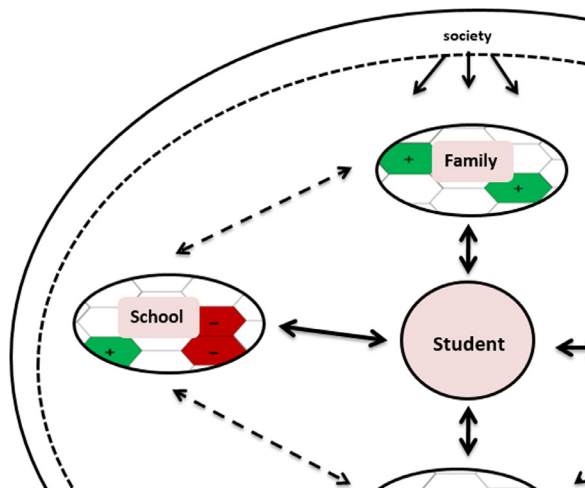 society
+
Family
+
School
-
+
-
Student